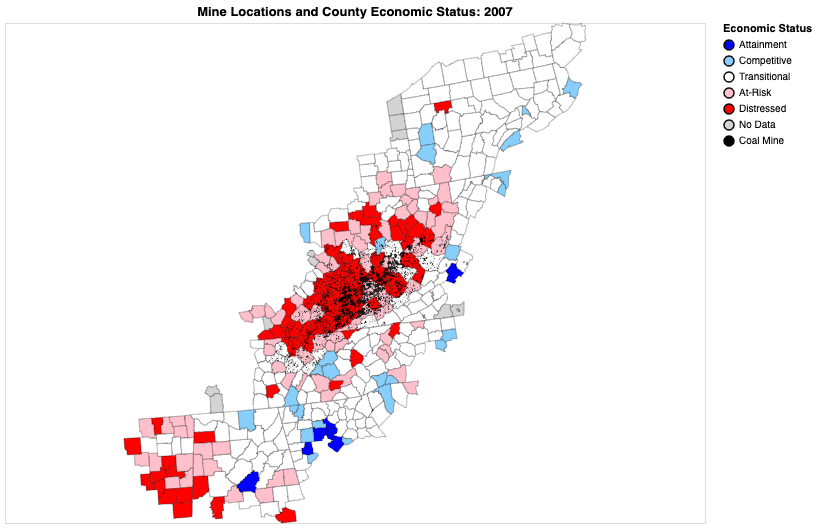 Mine Locations and County Economic Status: 2007
Economic Status
Attainment
Competitive
Transitional
At-Risk
Distressed
No Data
Coal Mine